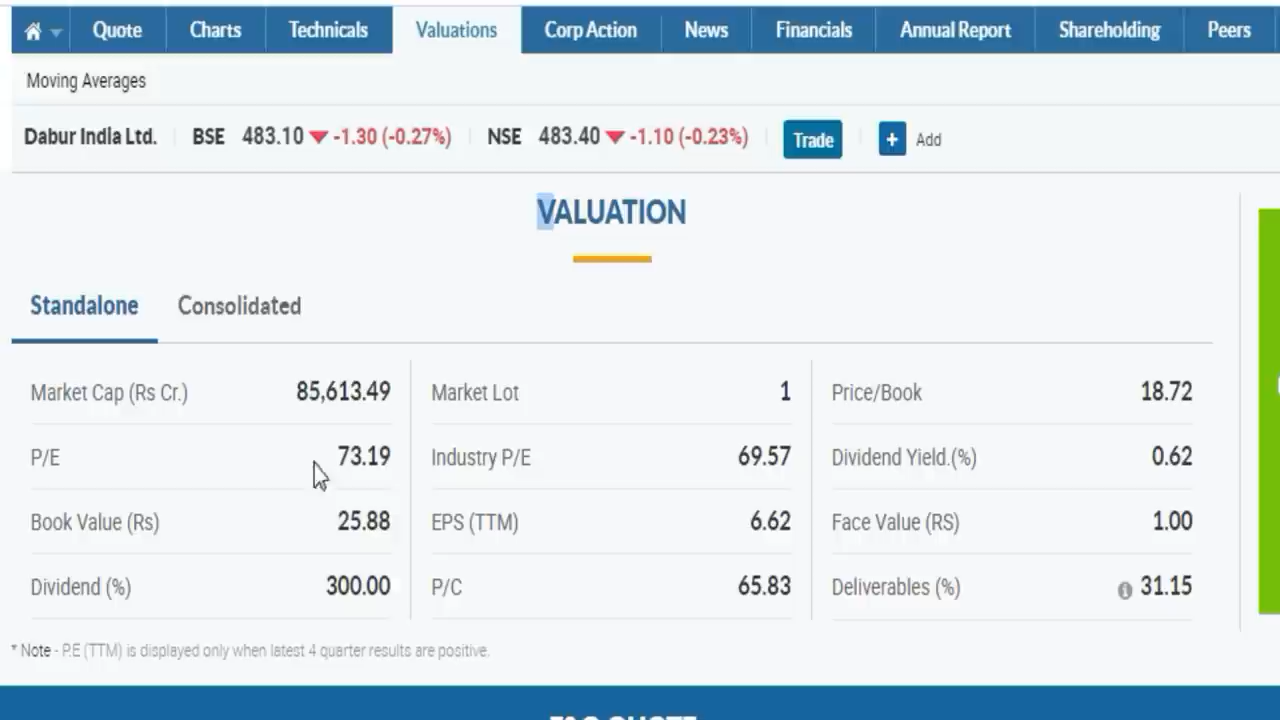 Quote Charts Technicals Valuations Corp Action News Financials Annual Report Shareholding Peers
Moving Averages
Dabur India Ltd. BSE 483.10 -1.30 (-0.27%) NSE 483.40 -1.10 (-0.23%) Trade + Add
VALUATION
Standalone Consolidated
Market Cap (Rs Cr.) 85,613.49 Market Lot 1 Price/Book 18.72
P/E 73.19 Industry P/E 69.57 Dividend Yield.(%) 0.62
Book Value (Rs) 25.88 EPS (TTM) 6.62 Face Value (RS) 1.00
Dividend (%) 300.00 P/C 65.83 Deliverables (%) 31.15
* Note - P.E (TTM) is displayed only when latest 4 quarter results are positive.